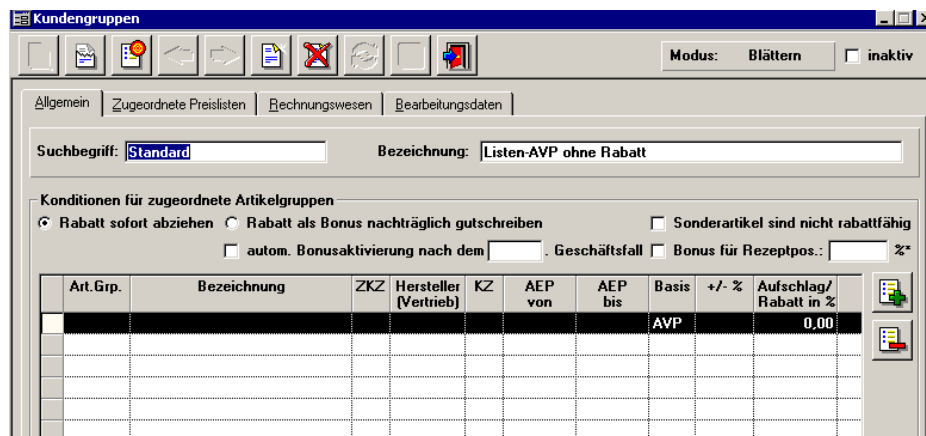 Kundengruppen
Modus: Blättern inaktiv
Allgemein Zugeordnete Preislisten Rechnungswesen Bearbeitungsdaten
Suchbegriff: Standard Bezeichnung: Listen-AVP ohne Rabatt
Konditionen für zugeordnete Artikelgruppen
Rabatt sofort abziehen Rabatt als Bonus nachträglich gutschreiben Sonderartikel sind nicht rabattfähig
autom. Bonusaktivierung nach dem . Geschäftsfall Bonus für Rezeptpos.: %*
Art.Grp. Bezeichnung ZKZ Hersteller KZ AEP AEP Basis +/- % Aufschlag/
(Vertrieb) von bis Rabatt in %
AVP 0,00